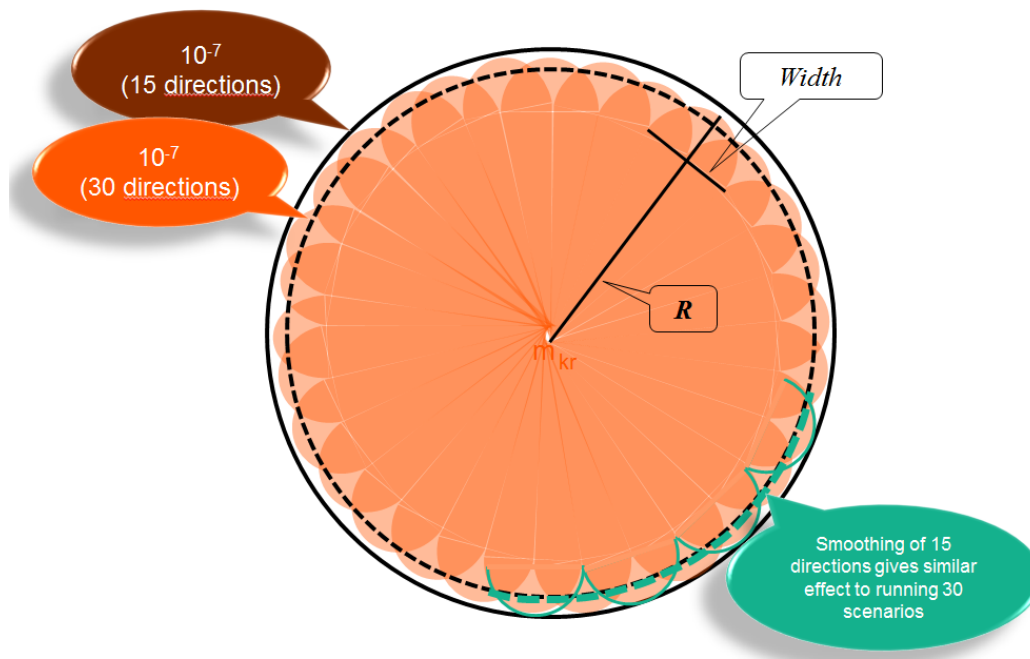 10⁻⁷
(15 directions)
10⁻⁷
(30 directions)
Width
R
m kr
Smoothing of 15
directions gives similar
effect to running 30
scenarios